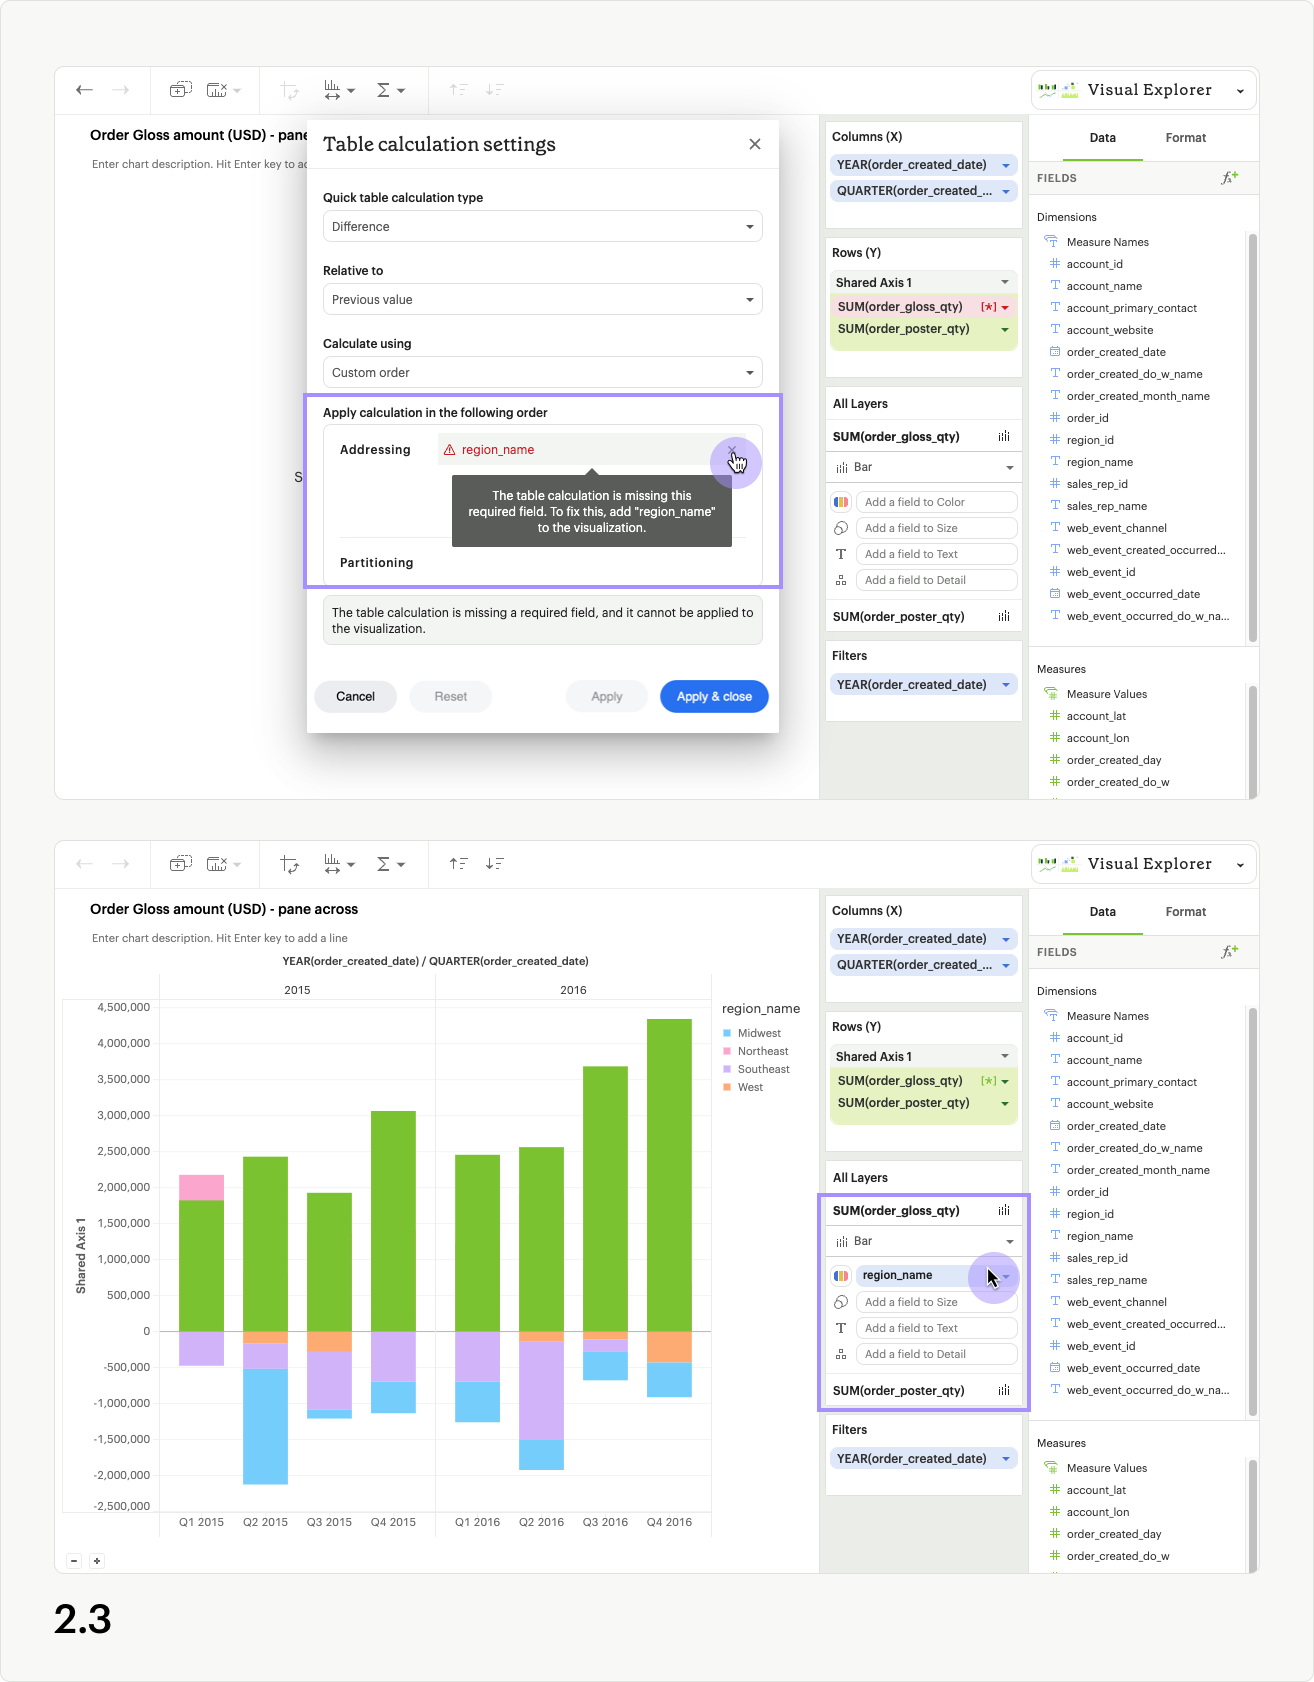 Visual Explorer
Order Gloss amount (USD) - pane
Enter chart description. Hit Enter key to ad
S
Table calculation settings
Quick table calculation type
Difference
Relative to
Previous value
Calculate using
Custom order
Apply calculation in the following order
Addressing
region_name
The table calculation is missing this
required field. To fix this, add "region_name"
to the visualization.
Partitioning
The table calculation is missing a required field, and it cannot be applied to
the visualization.
Cancel
Reset
Apply
Apply & close
Columns (X)
YEAR(order_created_date)
QUARTER(order_created_...
Rows (Y)
Shared Axis 1
SUM(order_gloss_qty) [*]
SUM(order_poster_qty)
All Layers
SUM(order_gloss_qty)
Bar
Add a field to Color
Add a field to Size
Add a field to Text
Add a field to Detail
SUM(order_poster_qty)
Filters
YEAR(order_created_date)
Data
Format
FIELDS
Dimensions
Measure Names
account_id
account_name
account_primary_contact
account_website
order_created_date
order_created_do_w_name
order_created_month_name
order_id
region_id
region_name
sales_rep_id
sales_rep_name
web_event_channel
web_event_created_occurred...
web_event_id
web_event_occurred_date
web_event_occurred_do_w_na...
Measures
Measure Values
account_lat
account_lon
order_created_day
order_created_do_w
Visual Explorer
Order Gloss amount (USD) - pane across
Enter chart description. Hit Enter key to add a line
YEAR(order_created_date) / QUARTER(order_created_date)
2015
2016
Shared Axis 1
4,500,000
4,000,000
3,500,000
3,000,000
2,500,000
2,000,000
1,500,000
1,000,000
500,000
0
-500,000
-1,000,000
-1,500,000
-2,000,000
-2,500,000
Q1 2015
Q2 2015
Q3 2015
Q4 2015
Q1 2016
Q2 2016
Q3 2016
Q4 2016
region_name
Midwest
Northeast
Southeast
West
Columns (X)
YEAR(order_created_date)
QUARTER(order_created_...
Rows (Y)
Shared Axis 1
SUM(order_gloss_qty) [*]
SUM(order_poster_qty)
All Layers
SUM(order_gloss_qty)
Bar
region_name
Add a field to Size
Add a field to Text
Add a field to Detail
SUM(order_poster_qty)
Filters
YEAR(order_created_date)
Data
Format
FIELDS
Dimensions
Measure Names
account_id
account_name
account_primary_contact
account_website
order_created_date
order_created_do_w_name
order_created_month_name
order_id
region_id
region_name
sales_rep_id
sales_rep_name
web_event_channel
web_event_created_occurred...
web_event_id
web_event_occurred_date
web_event_occurred_do_w_na...
Measures
Measure Values
account_lat
account_lon
order_created_day
order_created_do_w
2.3